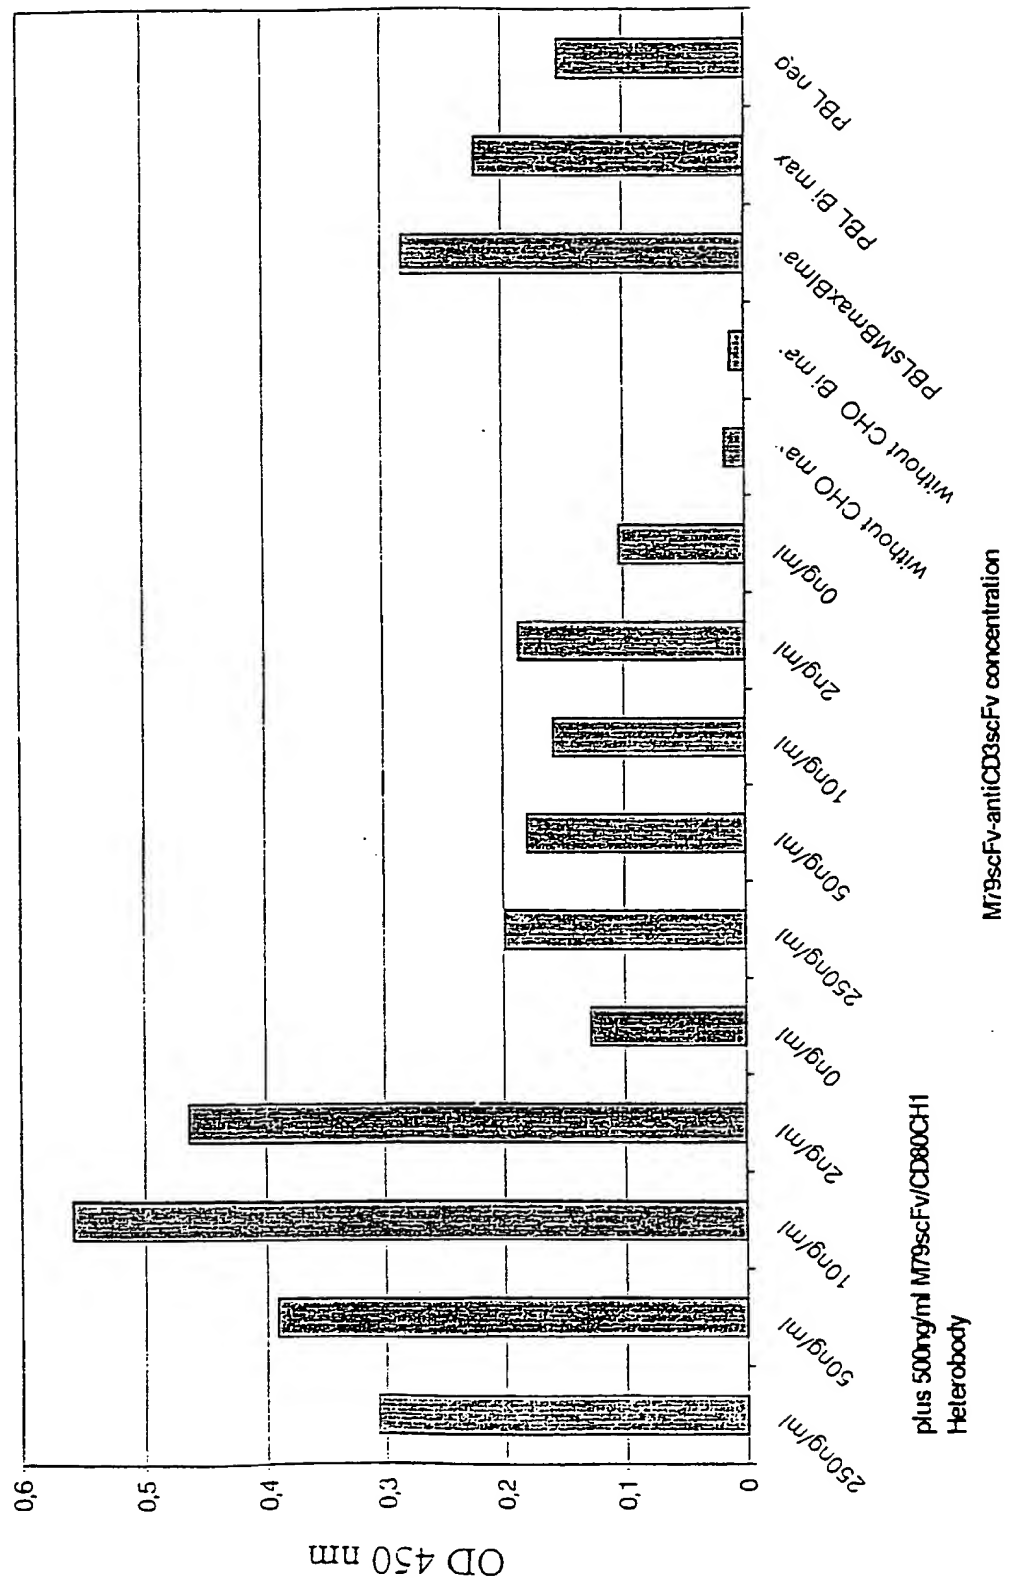 OD 450 nm
0,6
0,5
0,4
0,3
0,2
0,1
0
250ng/ml
50ng/ml
10ng/ml
2ng/ml
0ng/ml
250ng/ml
50ng/ml
10ng/ml
2ng/ml
0ng/ml
without CHO ma
without CHO Bi ma
PBLsMBmaxBima
PBL Bi max
PBL neg
plus 500ng/ml M79scFv/CD80CH1
Heterobody
M79scFv-antiCD3scFv concentration